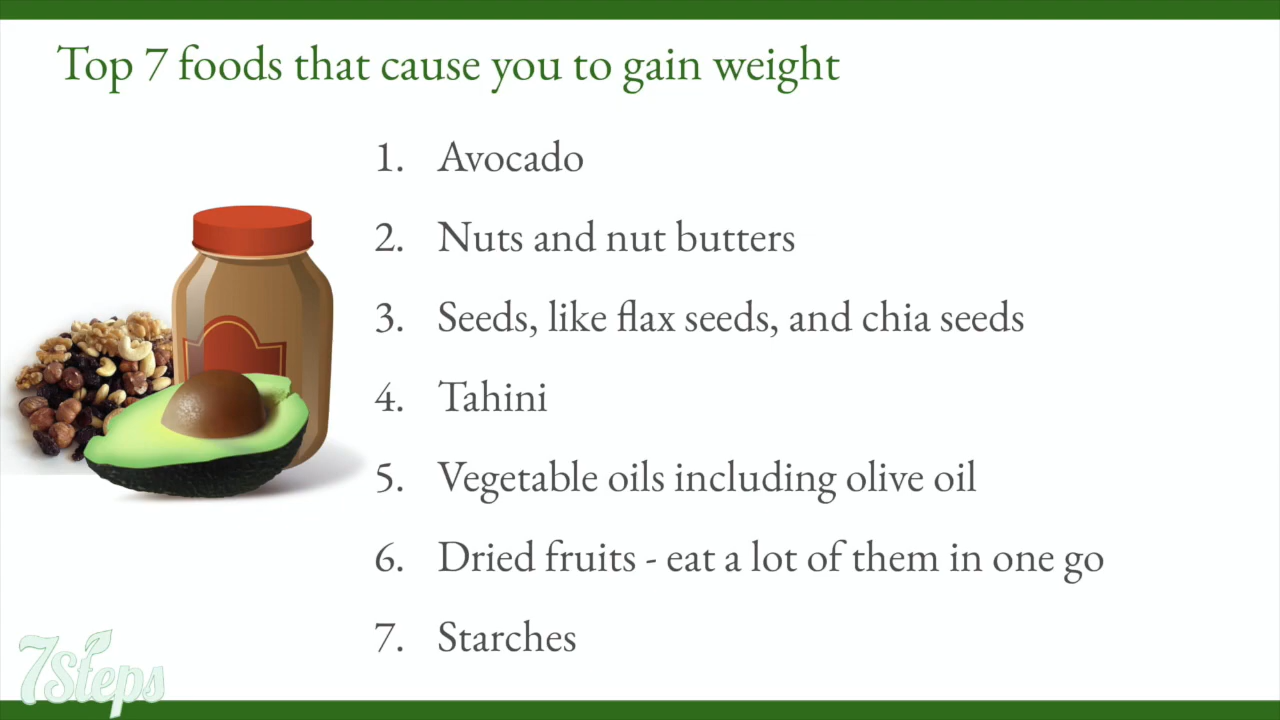 Top 7 foods that cause you to gain weight
1. Avocado
2. Nuts and nut butters
3. Seeds, like flax seeds, and chia seeds
4. Tahini
5. Vegetable oils including olive oil
6. Dried fruits - eat a lot of them in one go
7. Starches
7Steps